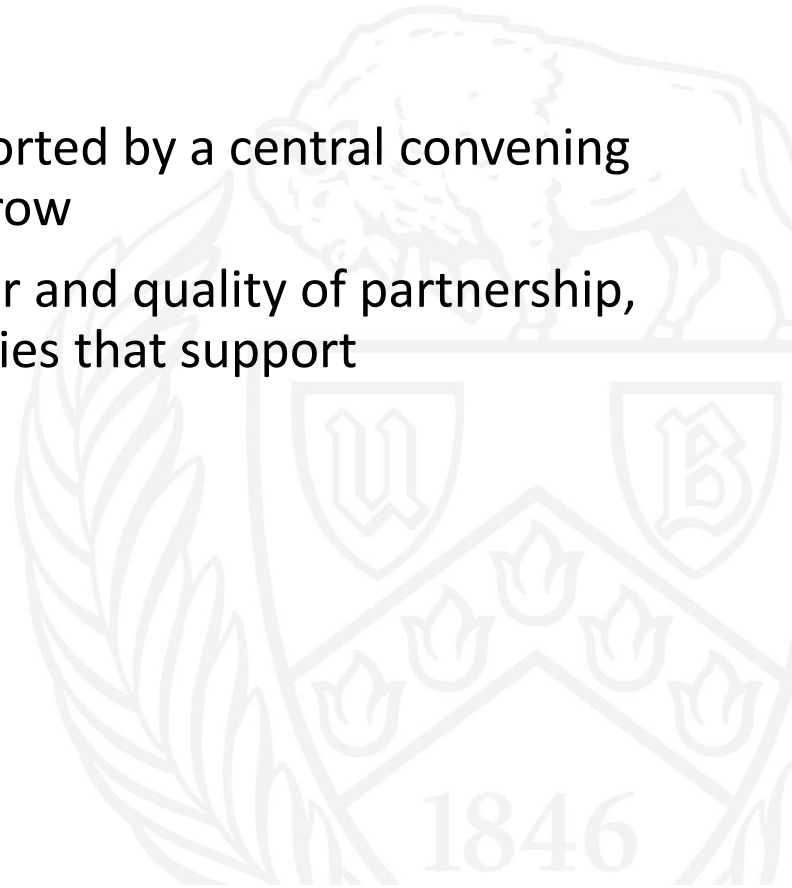 orted by a central convening
row
r and quality of partnership,
ies that support
U B
1846